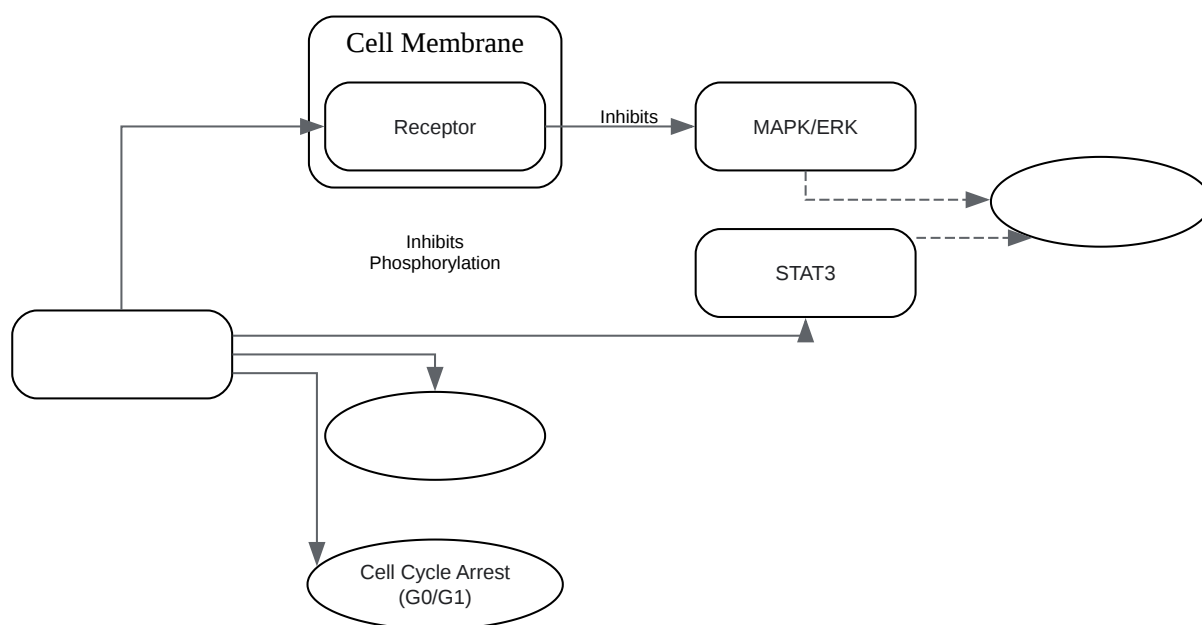 Cell Membrane
Receptor
Inhibits
MAPK/ERK
Inhibits
Phosphorylation
STAT3
Cell Cycle Arrest
(G0/G1)